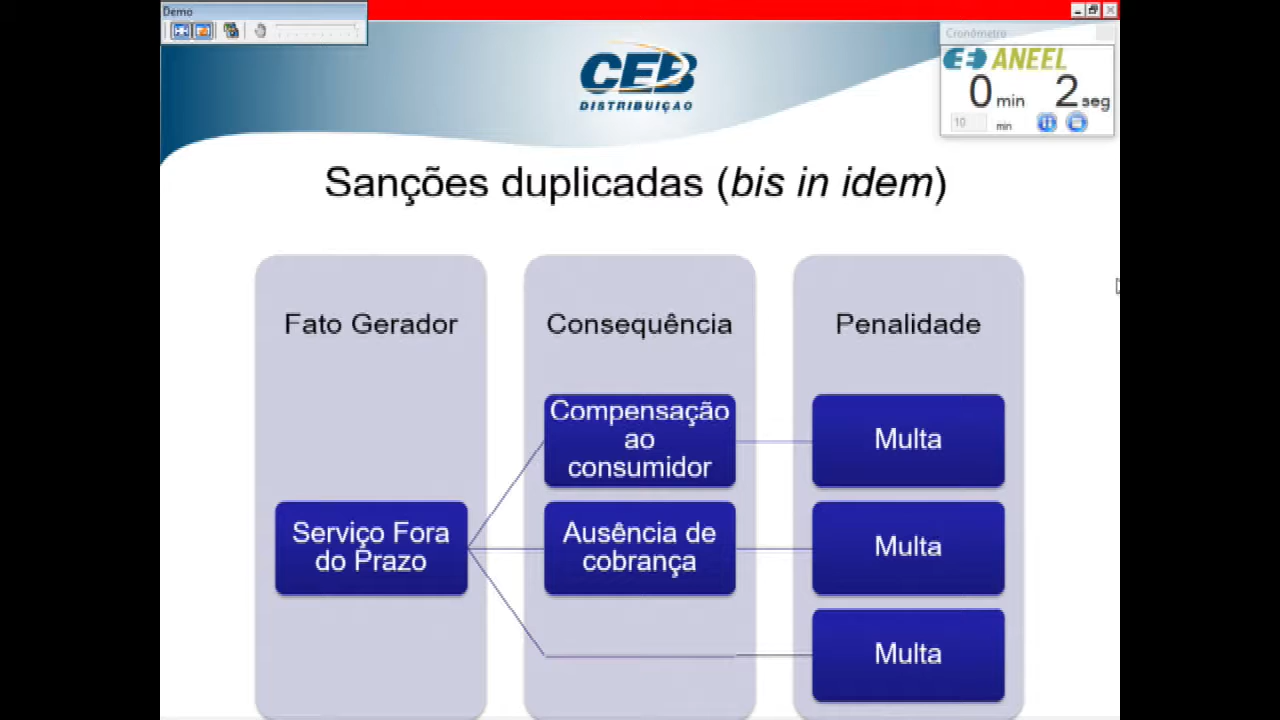 Demo
Cronômetro
ANEEL
0 min 2 seg
10 min
CEB
DISTRIBUIÇÃO
Sanções duplicadas (bis in idem)
Fato Gerador
Consequência
Penalidade
Compensação
ao
consumidor
Multa
Serviço Fora
do Prazo
Ausência de
cobrança
Multa
Multa